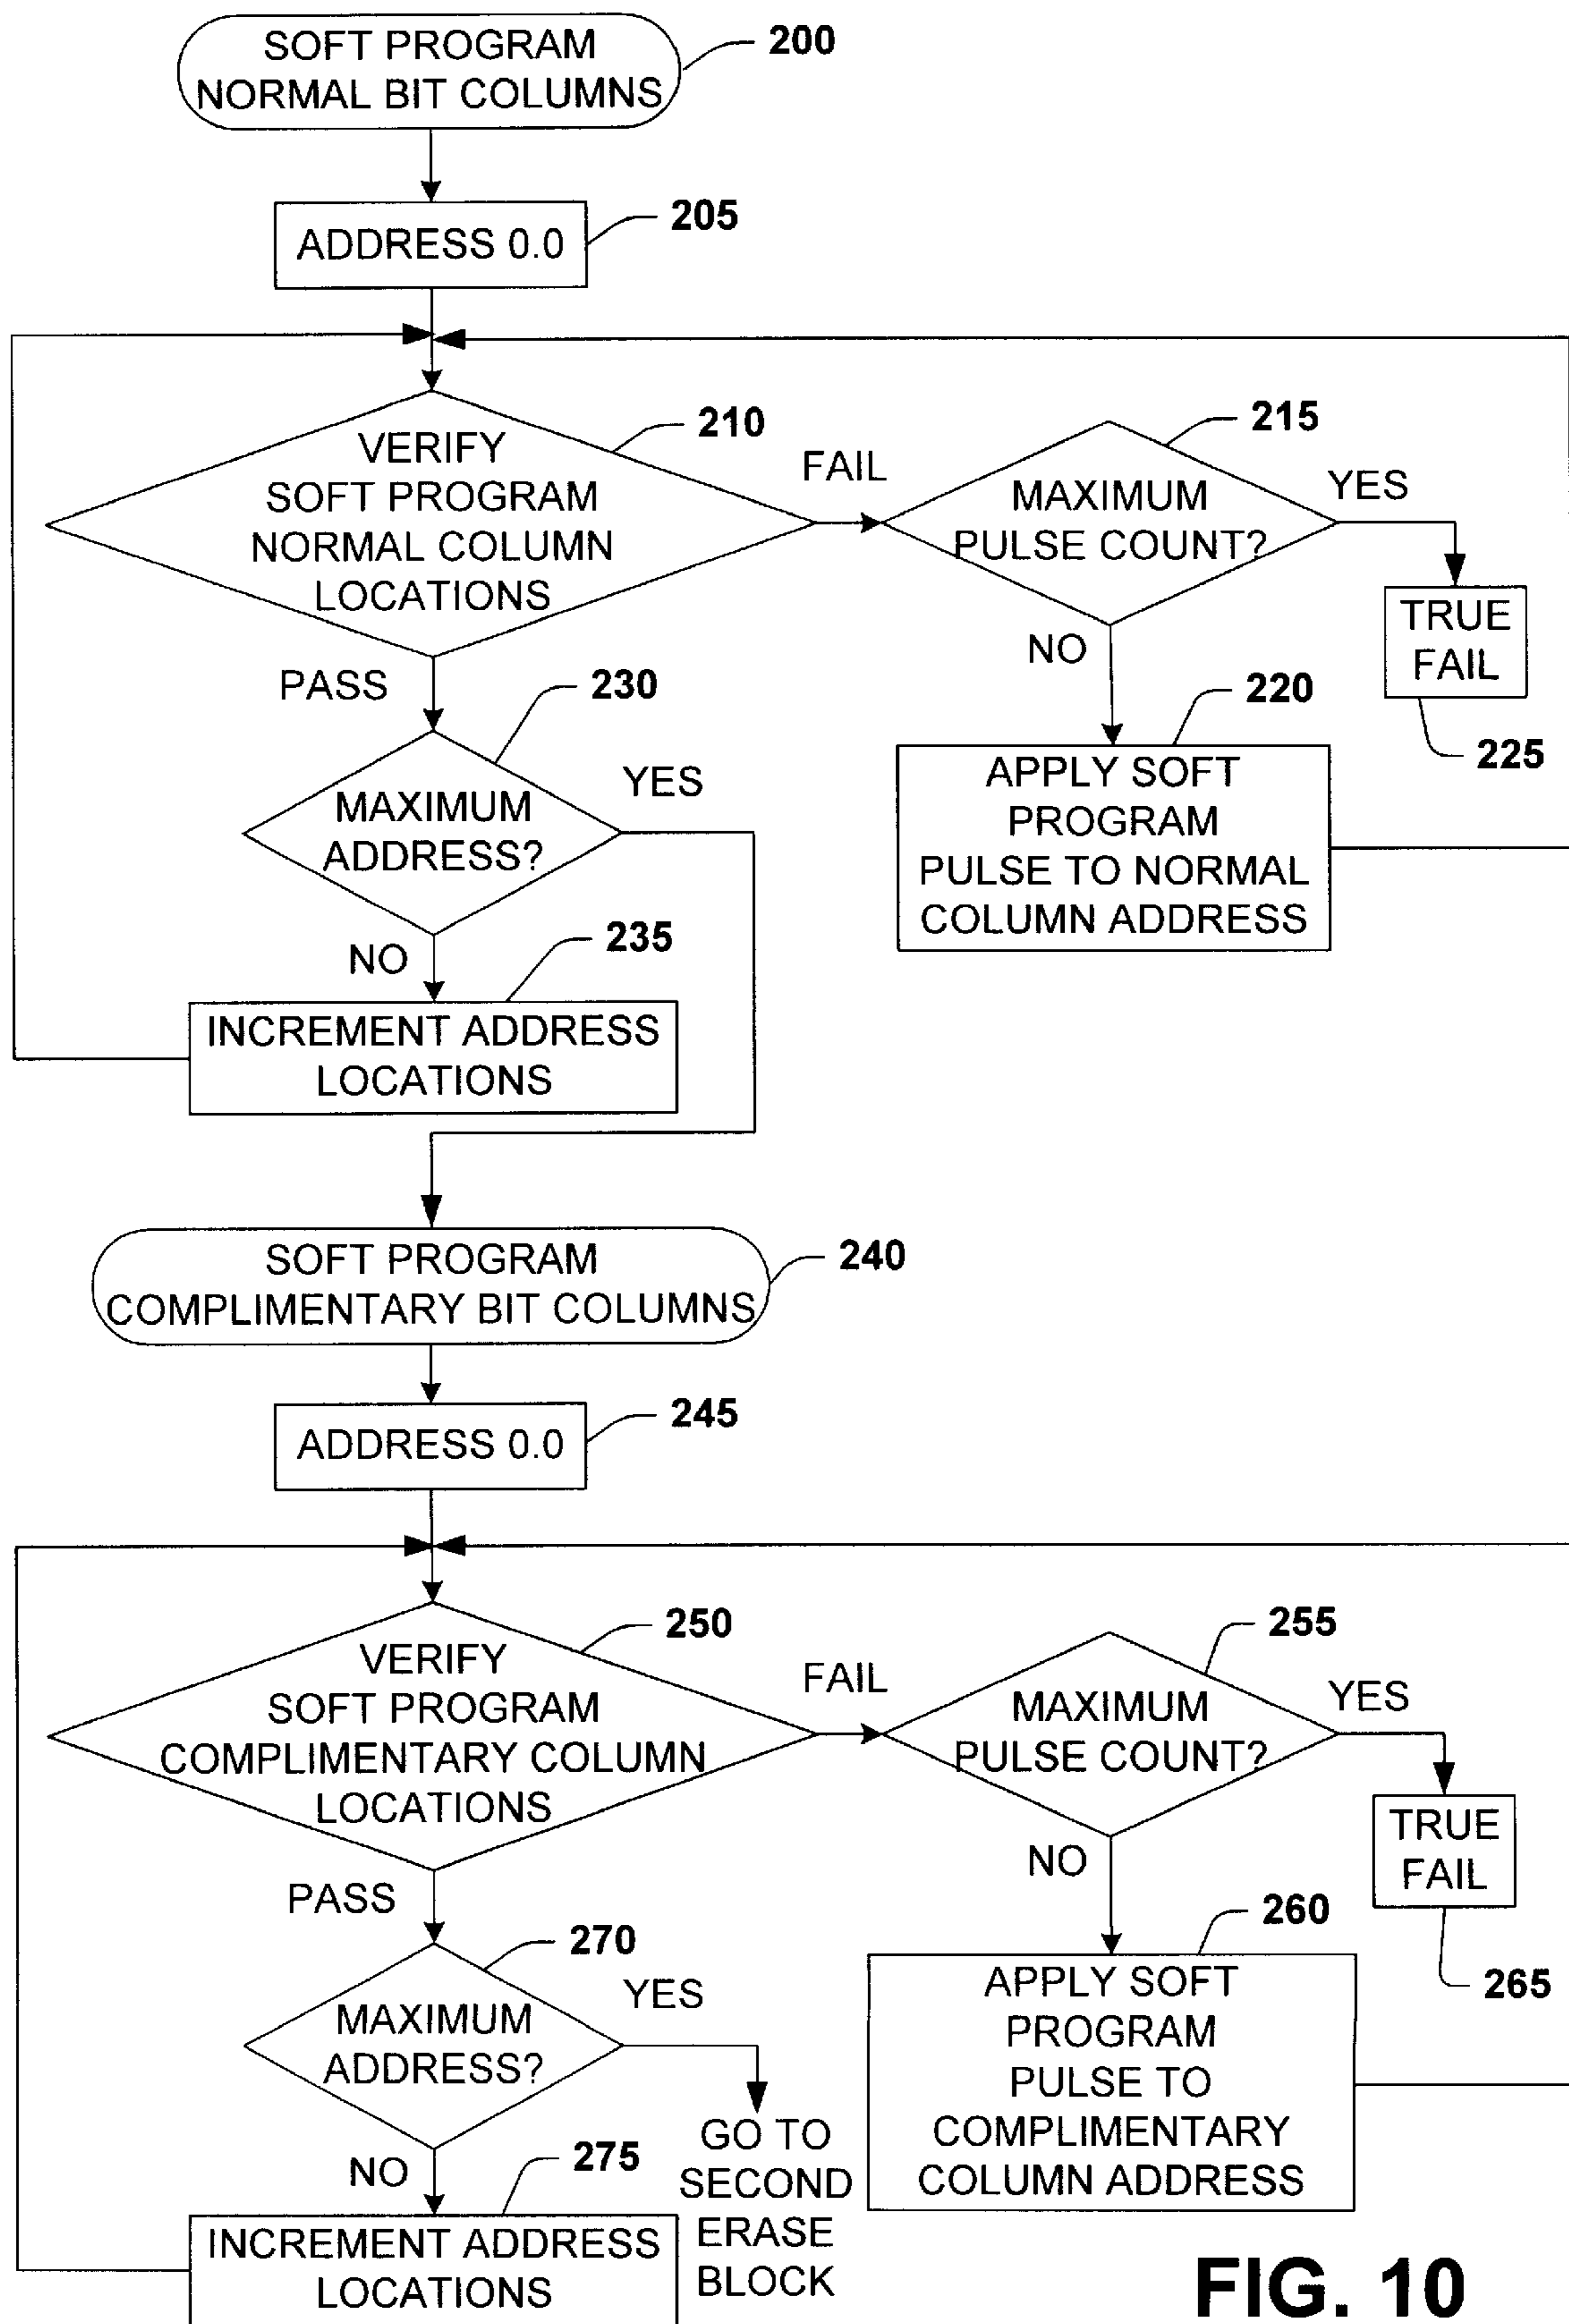 SOFT PROGRAM
NORMAL BIT COLUMNS
200
ADDRESS 0.0
205
VERIFY
SOFT PROGRAM
NORMAL COLUMN
LOCATIONS
210
FAIL
MAXIMUM
PULSE COUNT?
215
YES
TRUE
FAIL
225
NO
APPLY SOFT
PROGRAM
PULSE TO NORMAL
COLUMN ADDRESS
220
PASS
MAXIMUM
ADDRESS?
230
YES
NO
INCREMENT ADDRESS
LOCATIONS
235
SOFT PROGRAM
COMPLIMENTARY BIT COLUMNS
240
ADDRESS 0.0
245
VERIFY
SOFT PROGRAM
COMPLIMENTARY COLUMN
LOCATIONS
250
FAIL
MAXIMUM
PULSE COUNT?
255
YES
TRUE
FAIL
265
NO
APPLY SOFT
PROGRAM
PULSE TO
COMPLIMENTARY
COLUMN ADDRESS
260
PASS
MAXIMUM
ADDRESS?
270
YES
GO TO
SECOND
ERASE
BLOCK
NO
INCREMENT ADDRESS
LOCATIONS
275
FIG. 10